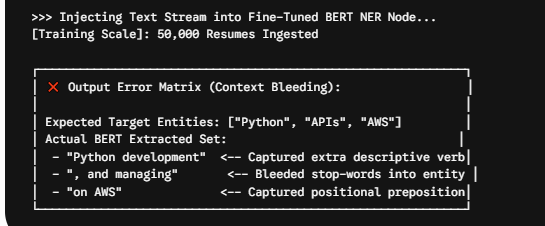 >>> Injecting Text Stream into Fine-Tuned BERT NER Node...
[Training Scale]: 50,000 Resumes Ingested
❌ Output Error Matrix (Context Bleeding):
Expected Target Entities: ["Python", "APIs", "AWS"]
Actual BERT Extracted Set:
- "Python development" <-- Captured extra descriptive verb
- ", and managing" <-- Bleeded stop-words into entity
- "on AWS" <-- Captured positional preposition